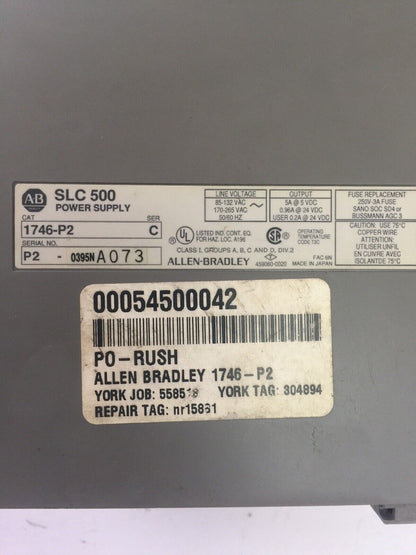 AB
SLC 500
POWER SUPPLY
CAT SER
1746-P2 C
SERIAL NO.
P2 - 0395N A073
LINE VOLTAGE
85-132 VAC
170-265 VAC
50/60 HZ
OUTPUT
5A @ 5 VDC
0.96A @ 24 VDC
USER 0.2A @ 24 VDC
FUSE REPLACEMENT
250V-3A FUSE
SANO SOC SD4 or
BUSSMANN AGC 3
UL LISTED IND. CONT. EQ.
FOR HAZ. LOC. A196
OPERATING
TEMPERATURE
CODE T3C
CAUTION: USE 75°C
COPPER WIRE
ATTENTION:
UTILISER UNFIL
EN CUIVRE AVEC
ISOLANTDE 75°C
CLASS I, GROUPS A, B, C AND D, DIV.2
ALLEN-BRADLEY
FAC 6N
MADE IN JAPAN
00054500042
PO-RUSH
ALLEN BRADLEY 1746-P2
YORK JOB: YORK TAG: 304894
REPAIR TAG: nr15861